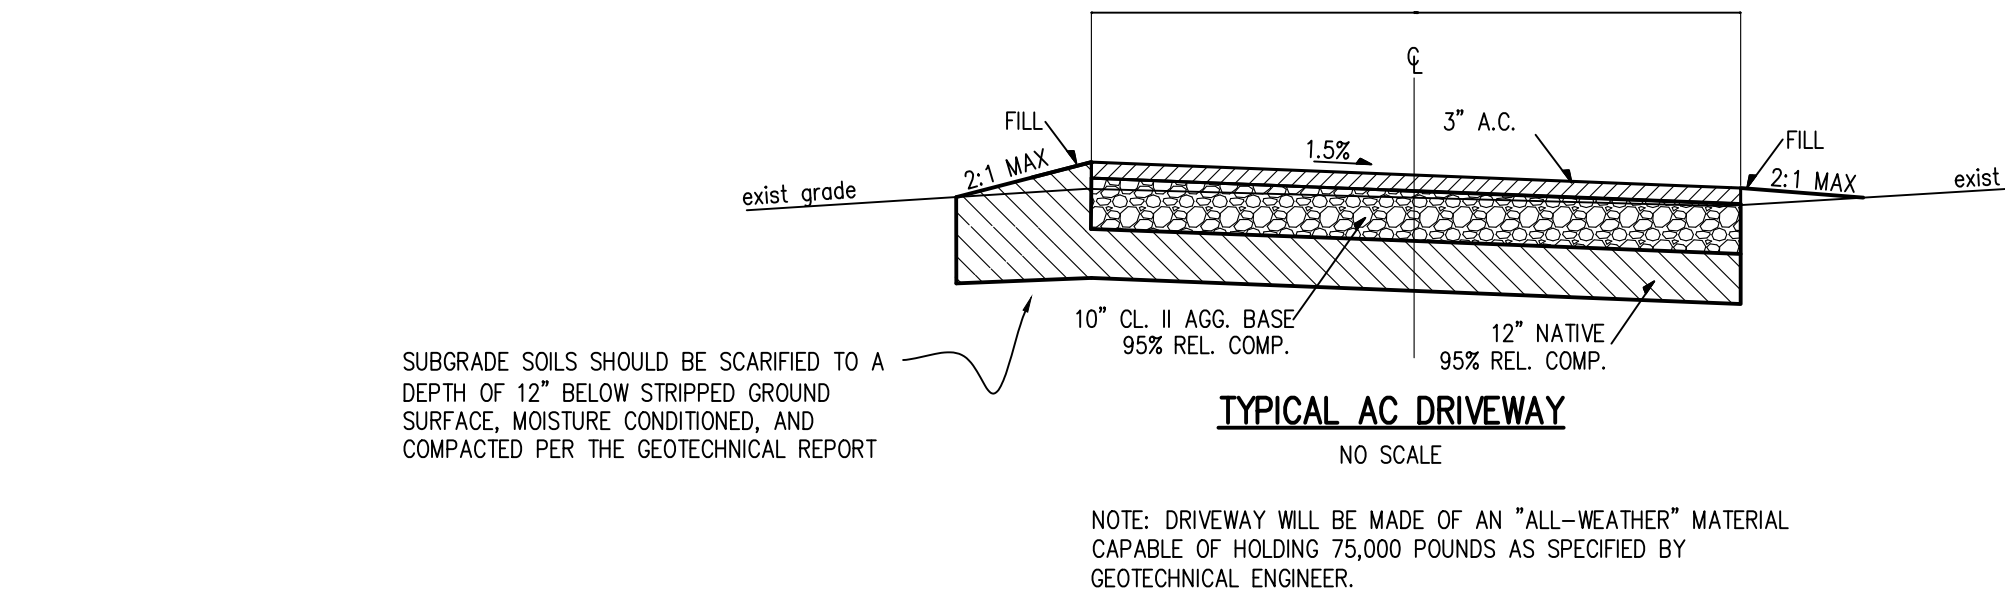 ℄
FILL
3" A.C.
FILL
1.5%
2:1 MAX
2:1 MAX
exist grade
exist
10" CL. II AGG. BASE
95% REL. COMP.
12" NATIVE
95% REL. COMP.
SUBGRADE SOILS SHOULD BE SCARIFIED TO A
DEPTH OF 12" BELOW STRIPPED GROUND
SURFACE, MOISTURE CONDITIONED, AND
COMPACTED PER THE GEOTECHNICAL REPORT
TYPICAL AC DRIVEWAY
NO SCALE
NOTE: DRIVEWAY WILL BE MADE OF AN "ALL-WEATHER" MATERIAL
CAPABLE OF HOLDING 75,000 POUNDS AS SPECIFIED BY
GEOTECHNICAL ENGINEER.